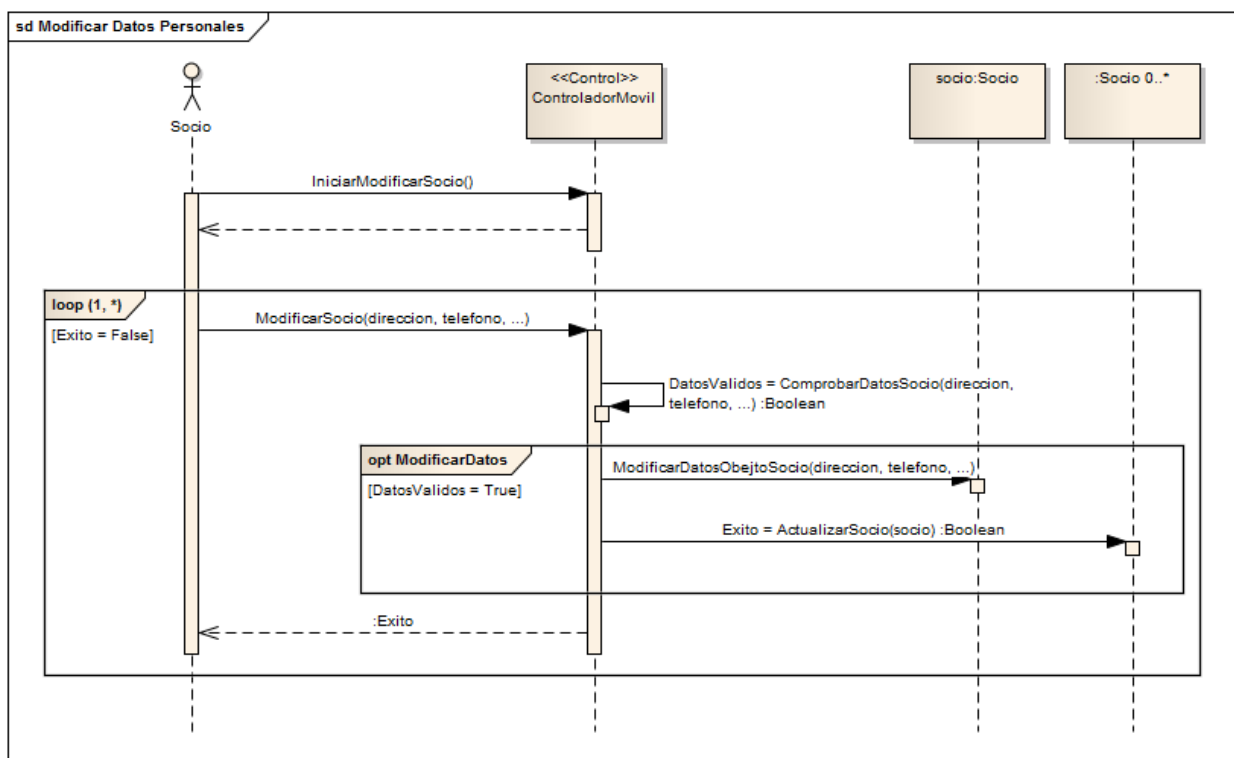 sd Modificar Datos Personales
Socio
<<Control>>
ControladorMovil
socio:Socio
:Socio 0..*
IniciarModificarSocio()
loop (1, *)
[Exito = False]
ModificarSocio(direccion, telefono, ...)
DatosValidos = ComprobarDatosSocio(direccion,
telefono, ...) :Boolean
opt ModificarDatos
[DatosValidos = True]
ModificarDatosObejtoSocio(direccion, telefono, ...)
Exito = ActualizarSocio(socio) :Boolean
:Exito